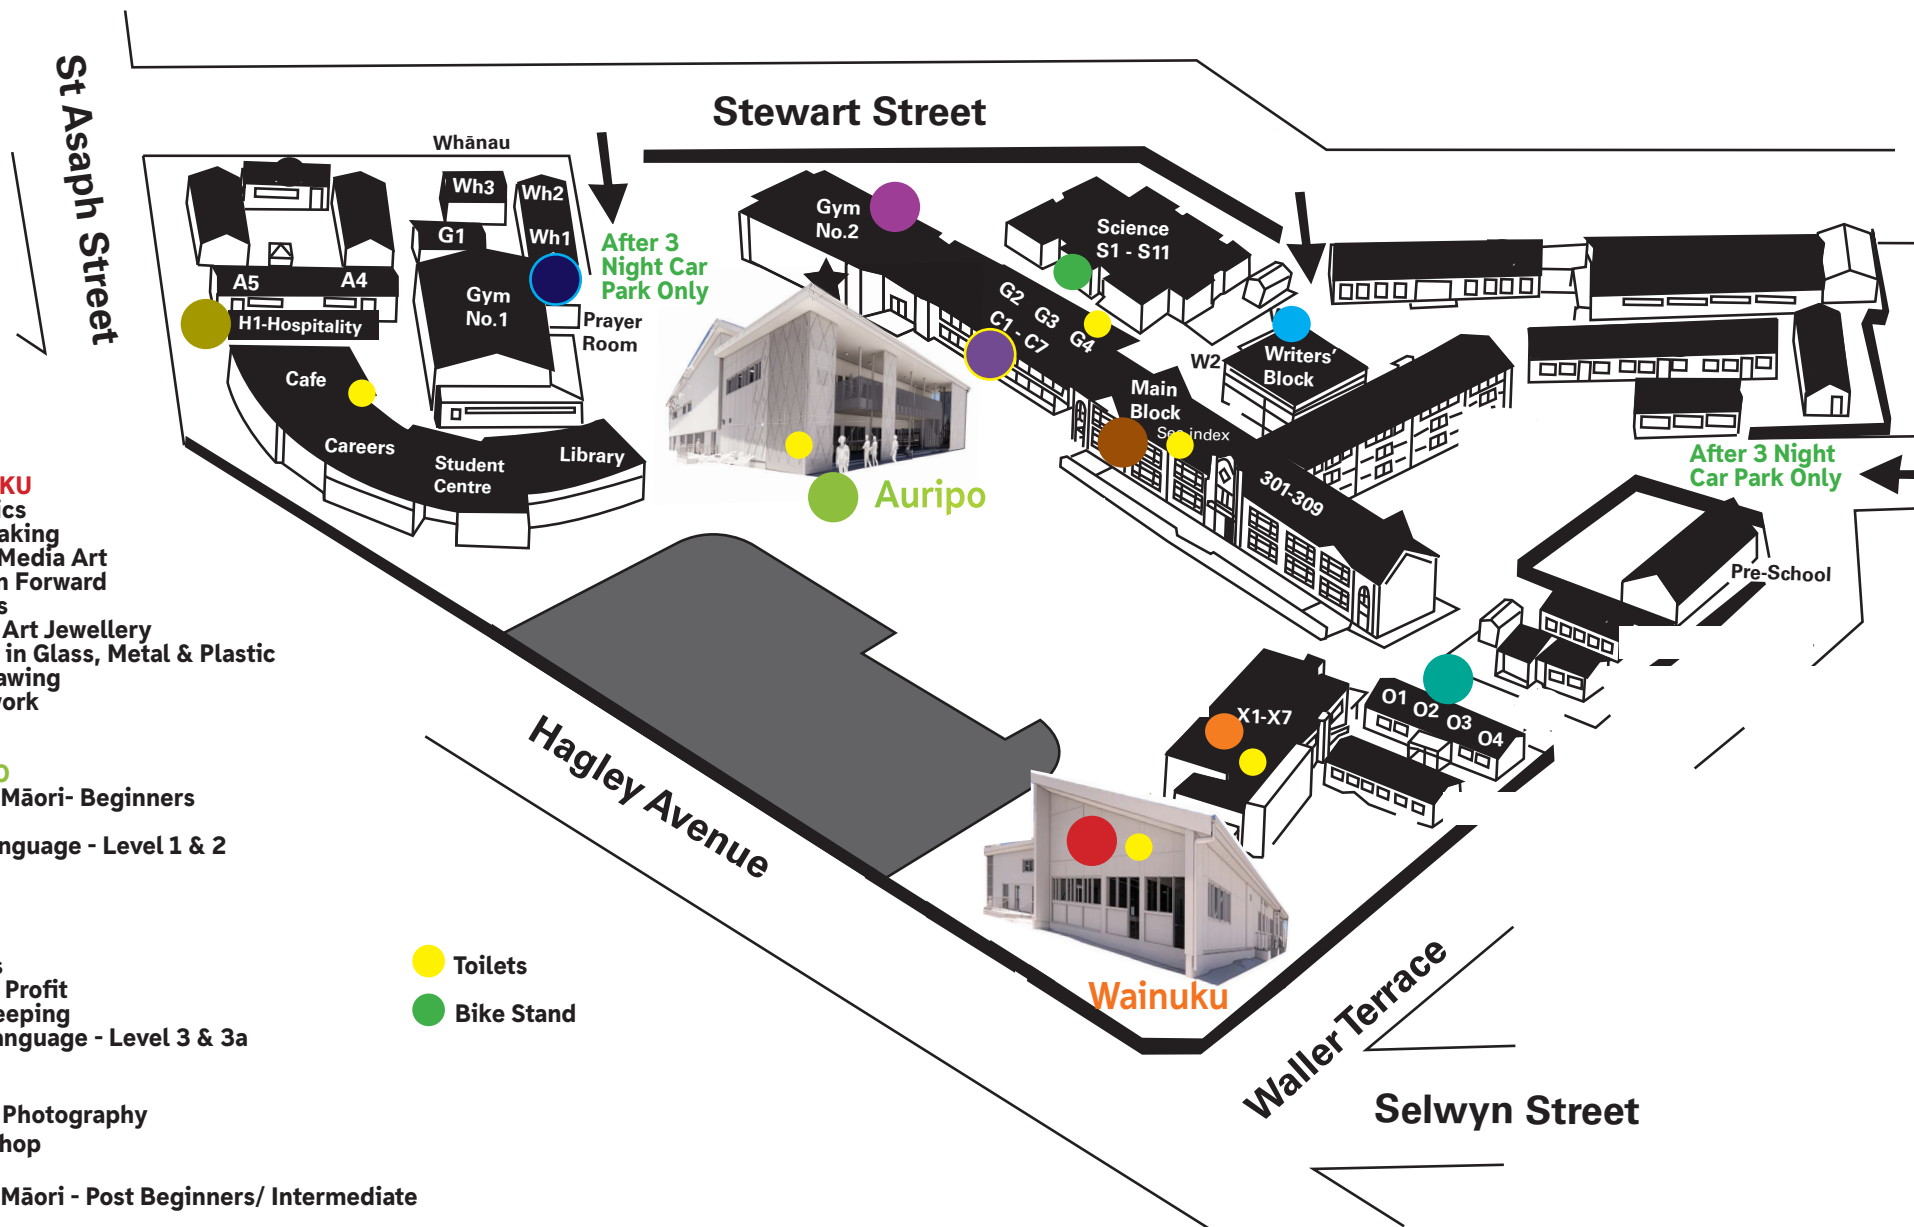 St Asaph Street
Stewart Street
Whānau
Wh3
Wh2
G1
Wh1
After 3
Night Car
Park Only
A5
A4
H1-Hospitality
Gym
No.1
Prayer
Room
Cafe
Careers
Student
Centre
Library
Gym
No.2
Science
S1 - S11
G2
G3
G4
C1 - C7
W2
Writers'
Block
Main
Block
See index
301-309
After 3 Night
Car Park Only
Pre-School
Auripo
O1
O2
O3
O4
X1-X7
Hagley Avenue
Wainuku
Waller Terrace
Selwyn Street
KU
ics
aking
Media Art
n Forward
s
Art Jewellery
in Glass, Metal & Plastic
awing
work
O
Māori- Beginners
nguage - Level 1 & 2
s
Profit
eeping
anguage - Level 3 & 3a
Photography
hop
Māori - Post Beginners/ Intermediate
Toilets
Bike Stand